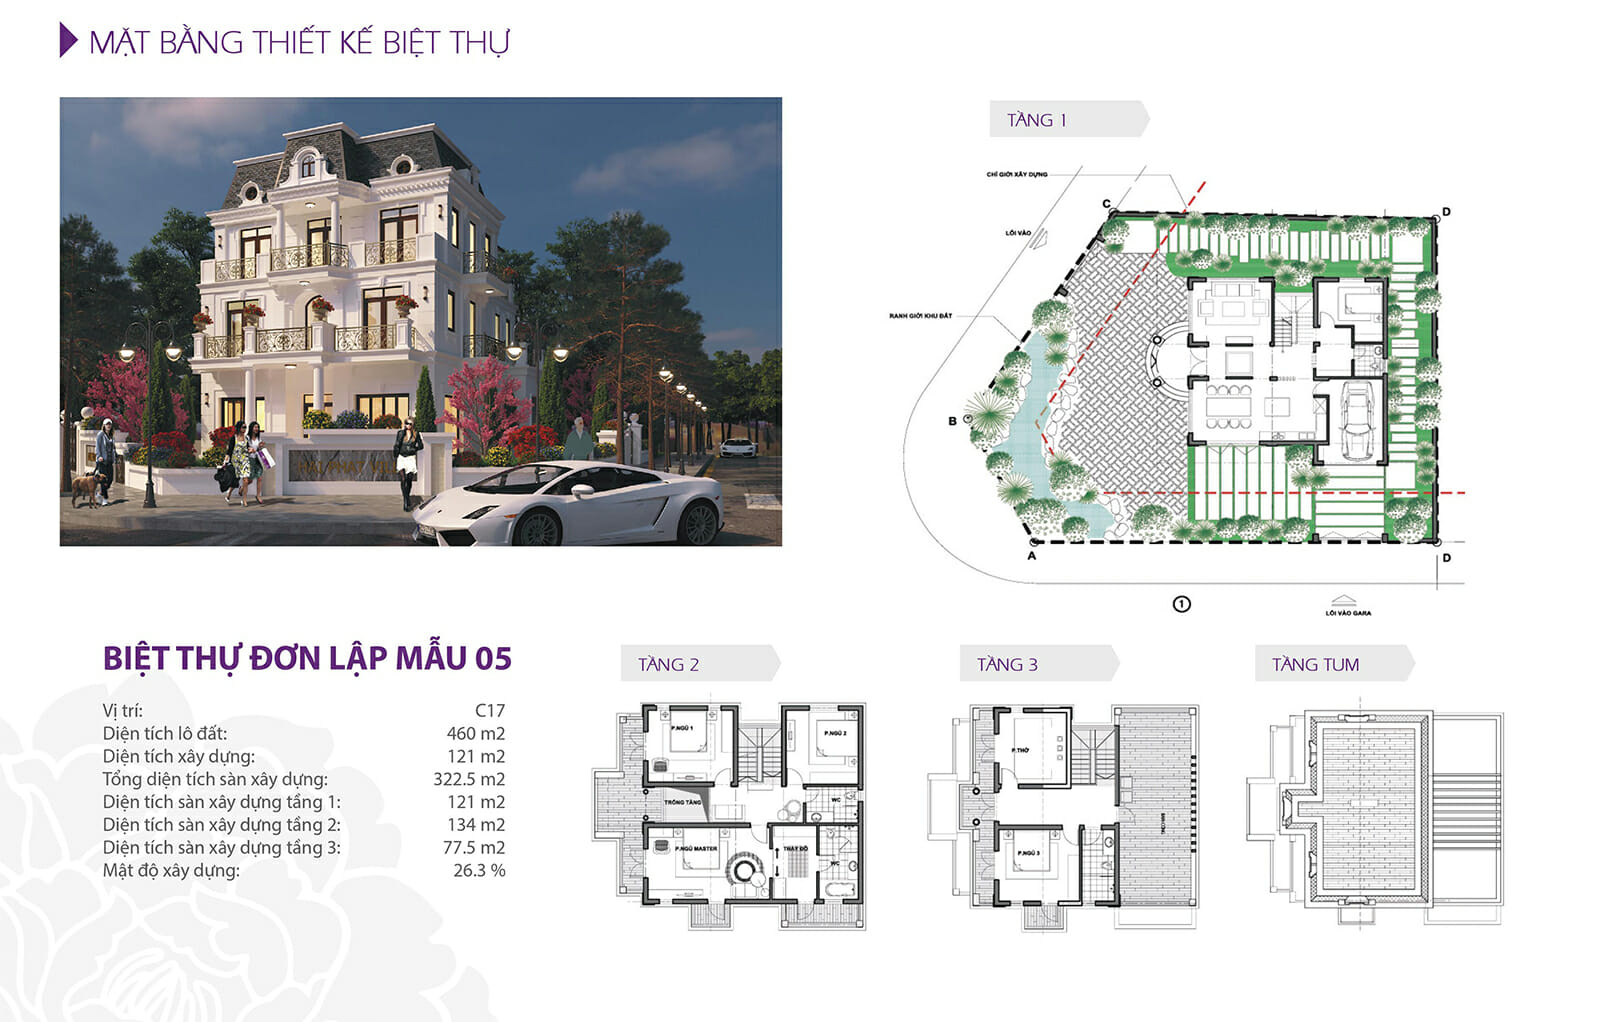 MẶT BẰNG THIẾT KẾ BIỆT THỰ
TẦNG 1
CHỈ GIỚI XÂY DỰNG
C
D
LỐI VÀO
RANH GIỚI KHU ĐẤT
B
A
D
1
LỐI VÀO GARA
BIỆT THỰ ĐƠN LẬP MẪU 05
Vị trí: C17
Diện tích lô đất: 460 m2
Diện tích xây dựng: 121 m2
Tổng diện tích sàn xây dựng: 322.5 m2
Diện tích sàn xây dựng tầng 1: 121 m2
Diện tích sàn xây dựng tầng 2: 134 m2
Diện tích sàn xây dựng tầng 3: 77.5 m2
Mật độ xây dựng: 26.3 %
TẦNG 2
P.NGỦ 1
P.NGỦ 2
TRỐNG TẦNG
WC
P.NGỦ MASTER
THAY ĐỒ
WC
TẦNG 3
P.THỜ
P.NGỦ 3
TẦNG TUM